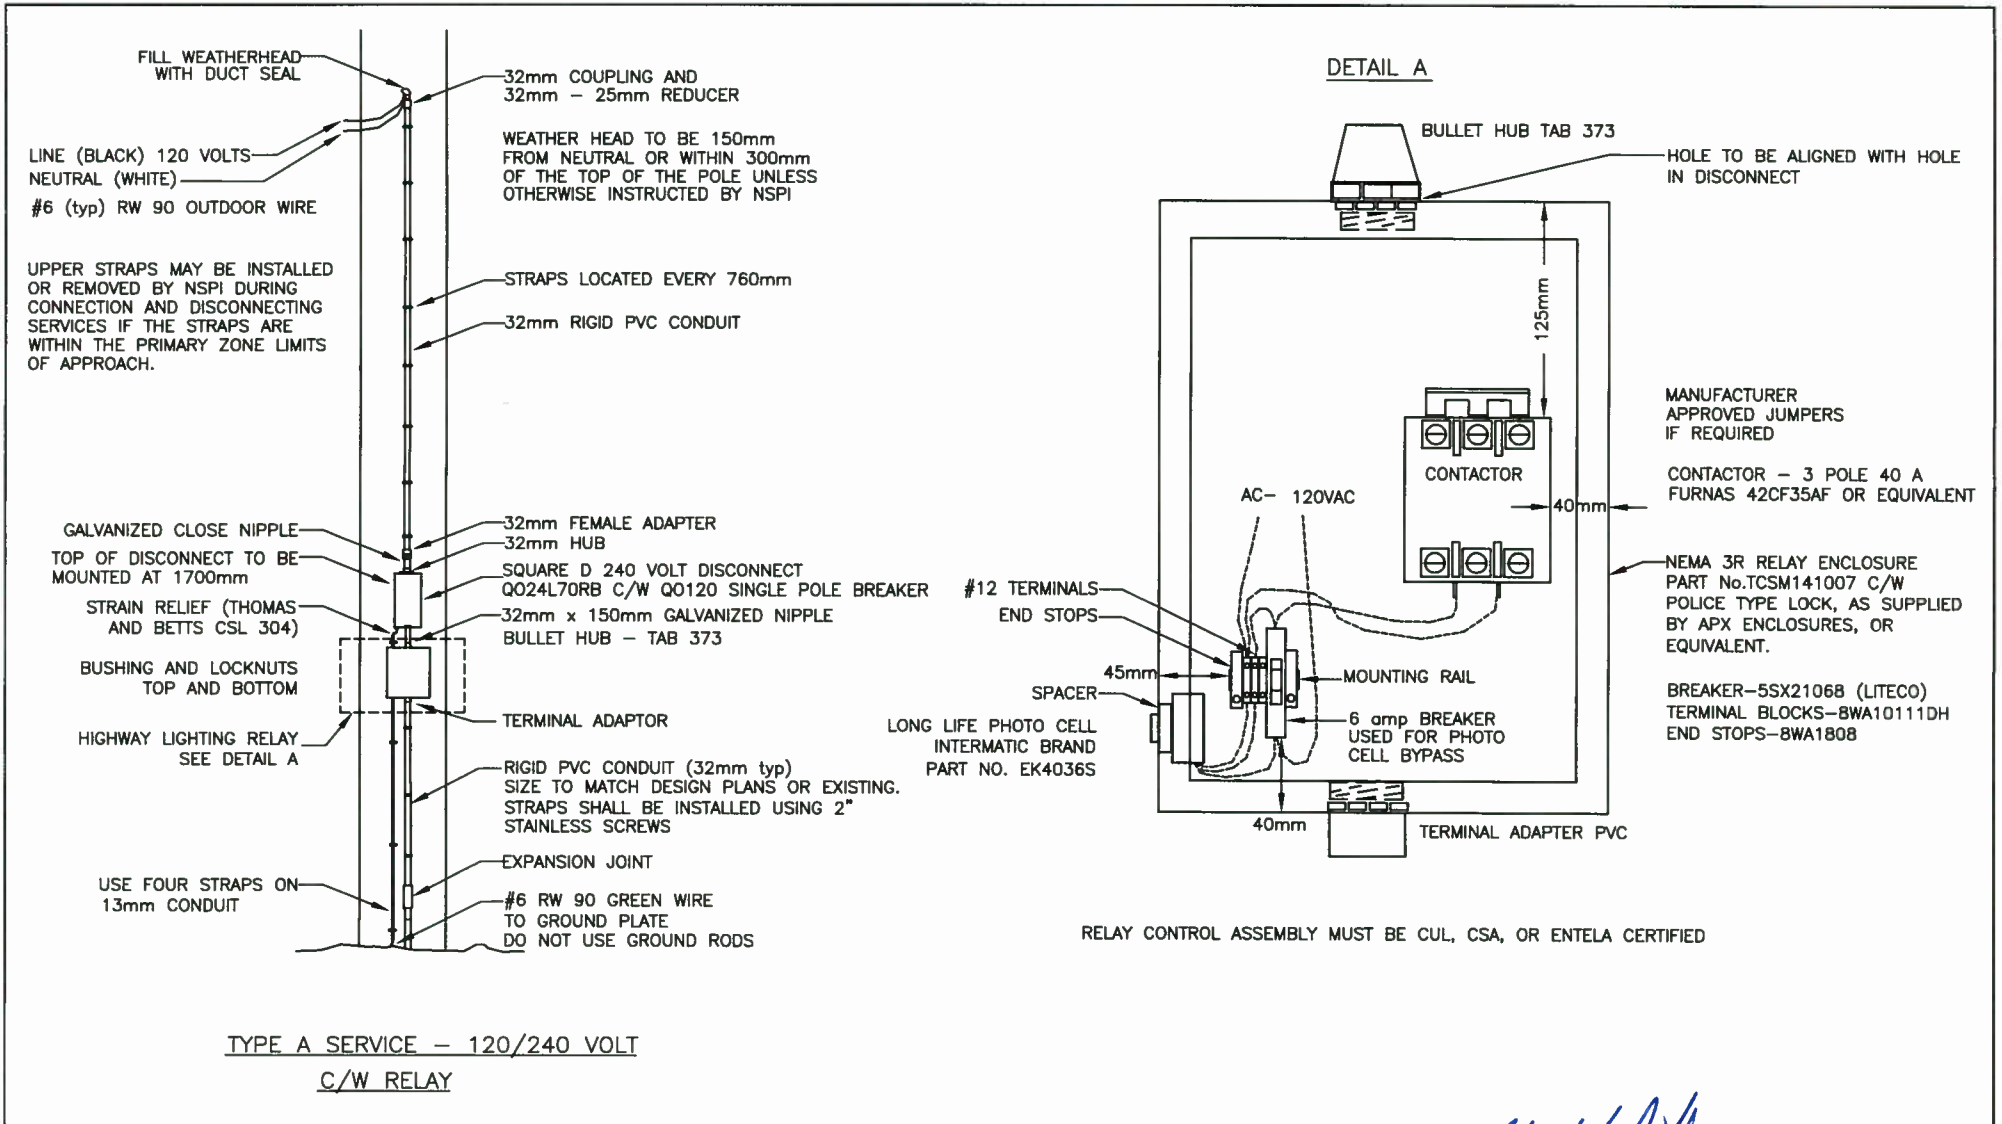 FILL WEATHERHEAD
WITH DUCT SEAL
32mm COUPLING AND
32mm – 25mm REDUCER
WEATHER HEAD TO BE 150mm
FROM NEUTRAL OR WITHIN 300mm
OF THE TOP OF THE POLE UNLESS
OTHERWISE INSTRUCTED BY NSPI
LINE (BLACK) 120 VOLTS
NEUTRAL (WHITE)
#6 (typ) RW 90 OUTDOOR WIRE
UPPER STRAPS MAY BE INSTALLED
OR REMOVED BY NSPI DURING
CONNECTION AND DISCONNECTING
SERVICES IF THE STRAPS ARE
WITHIN THE PRIMARY ZONE LIMITS
OF APPROACH.
STRAPS LOCATED EVERY 760mm
32mm RIGID PVC CONDUIT
GALVANIZED CLOSE NIPPLE
TOP OF DISCONNECT TO BE
MOUNTED AT 1700mm
STRAIN RELIEF (THOMAS
AND BETTS CSL 304)
BUSHING AND LOCKNUTS
TOP AND BOTTOM
HIGHWAY LIGHTING RELAY
SEE DETAIL A
USE FOUR STRAPS ON
13mm CONDUIT
32mm FEMALE ADAPTER
32mm HUB
SQUARE D 240 VOLT DISCONNECT
QO24L70RB C/W QO120 SINGLE POLE BREAKER
32mm x 150mm GALVANIZED NIPPLE
BULLET HUB – TAB 373
TERMINAL ADAPTOR
RIGID PVC CONDUIT (32mm typ)
SIZE TO MATCH DESIGN PLANS OR EXISTING.
STRAPS SHALL BE INSTALLED USING 2"
STAINLESS SCREWS
EXPANSION JOINT
#6 RW 90 GREEN WIRE
TO GROUND PLATE
DO NOT USE GROUND RODS
TYPE A SERVICE – 120/240 VOLT
C/W RELAY
DETAIL A
BULLET HUB TAB 373
HOLE TO BE ALIGNED WITH HOLE
IN DISCONNECT
125mm
MANUFACTURER
APPROVED JUMPERS
IF REQUIRED
CONTACTOR
CONTACTOR – 3 POLE 40 A
FURNAS 42CF35AF OR EQUIVALENT
40mm
AC– 120VAC
#12 TERMINALS
END STOPS
45mm
SPACER
LONG LIFE PHOTO CELL
INTERMATIC BRAND
PART NO. EK4036S
MOUNTING RAIL
6 amp BREAKER
USED FOR PHOTO
CELL BYPASS
NEMA 3R RELAY ENCLOSURE
PART No.TCSM141007 C/W
POLICE TYPE LOCK, AS SUPPLIED
BY APX ENCLOSURES, OR
EQUIVALENT.
BREAKER–5SX21068 (LITECO)
TERMINAL BLOCKS–8WA10111DH
END STOPS–8WA1808
40mm
TERMINAL ADAPTER PVC
RELAY CONTROL ASSEMBLY MUST BE CUL, CSA, OR ENTELA CERTIFIED